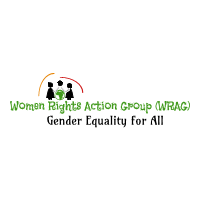 Women Rights Action Group (WRAG)
Gender Equality for All